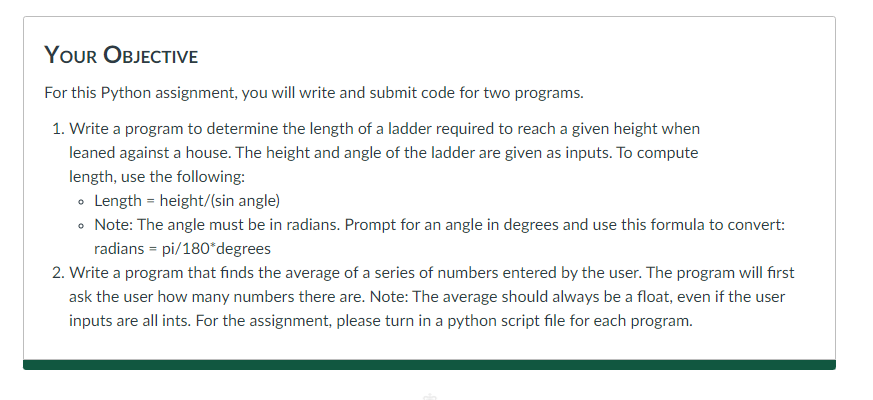 YOUR OBJECTIVE
For this Python assignment, you will write and submit code for two programs.
1. Write a program to determine the length of a ladder required to reach a given height when
leaned against a house. The height and angle of the ladder are given as inputs. To compute
length, use the following:
◦ Length = height/(sin angle)
◦ Note: The angle must be in radians. Prompt for an angle in degrees and use this formula to convert:
radians = pi/180*degrees
2. Write a program that finds the average of a series of numbers entered by the user. The program will first
ask the user how many numbers there are. Note: The average should always be a float, even if the user
inputs are all ints. For the assignment, please turn in a python script file for each program.